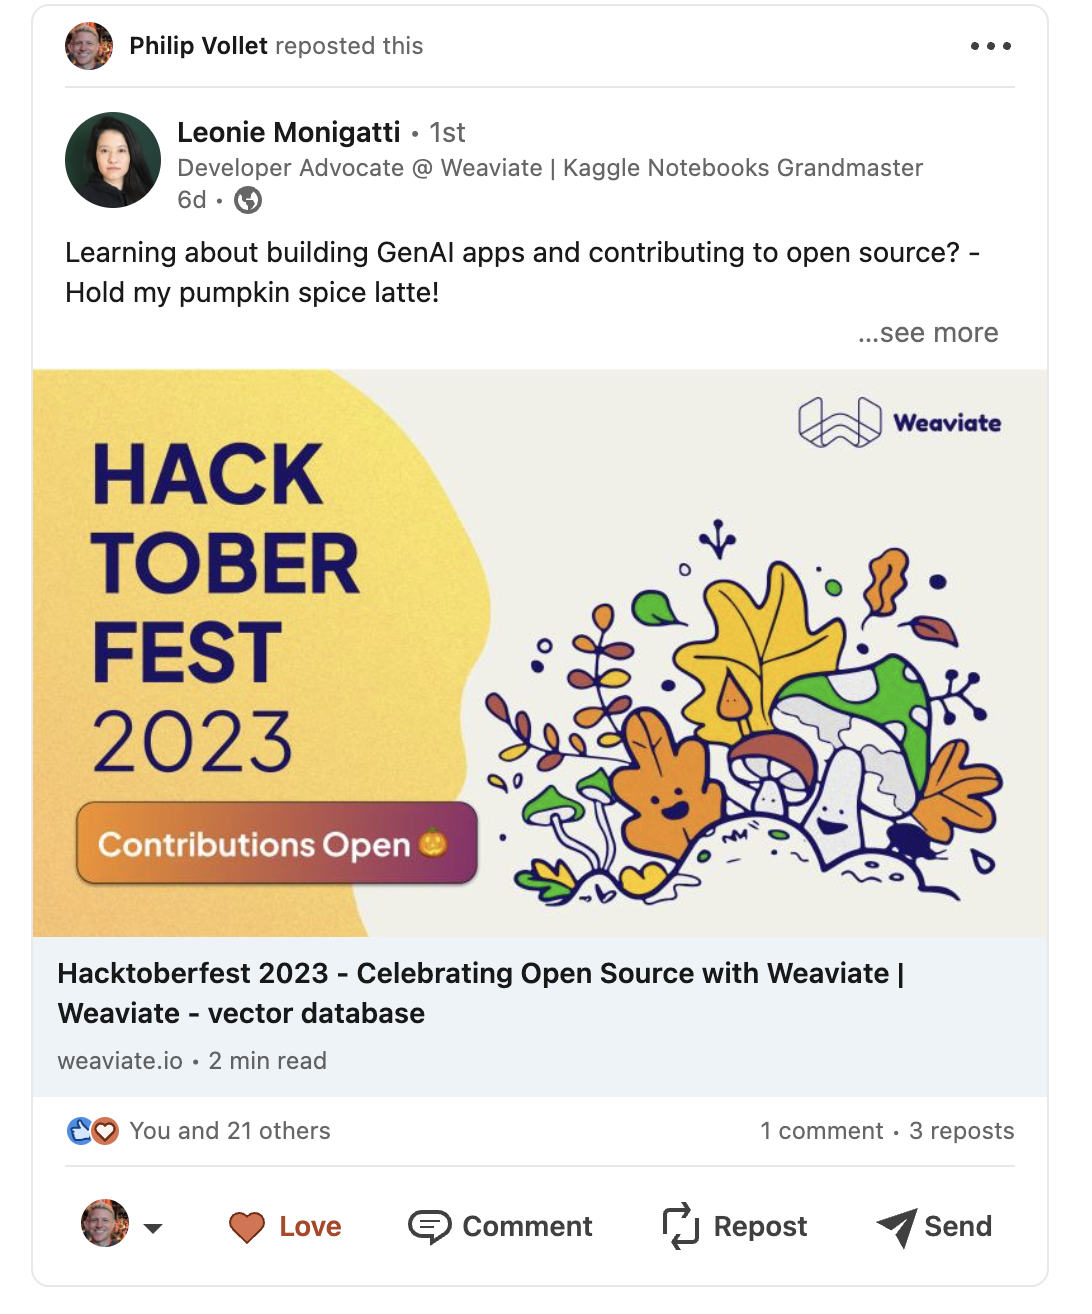 Philip Vollet reposted this
Leonie Monigatti • 1st
Developer Advocate @ Weaviate | Kaggle Notebooks Grandmaster
6d •
Learning about building GenAI apps and contributing to open source? -
Hold my pumpkin spice latte!
...see more
Weaviate
HACK
TOBER
FEST
2023
Contributions Open 🎃
Hacktoberfest 2023 - Celebrating Open Source with Weaviate |
Weaviate - vector database
weaviate.io • 2 min read
You and 21 others
1 comment • 3 reposts
Love
Comment
Repost
Send